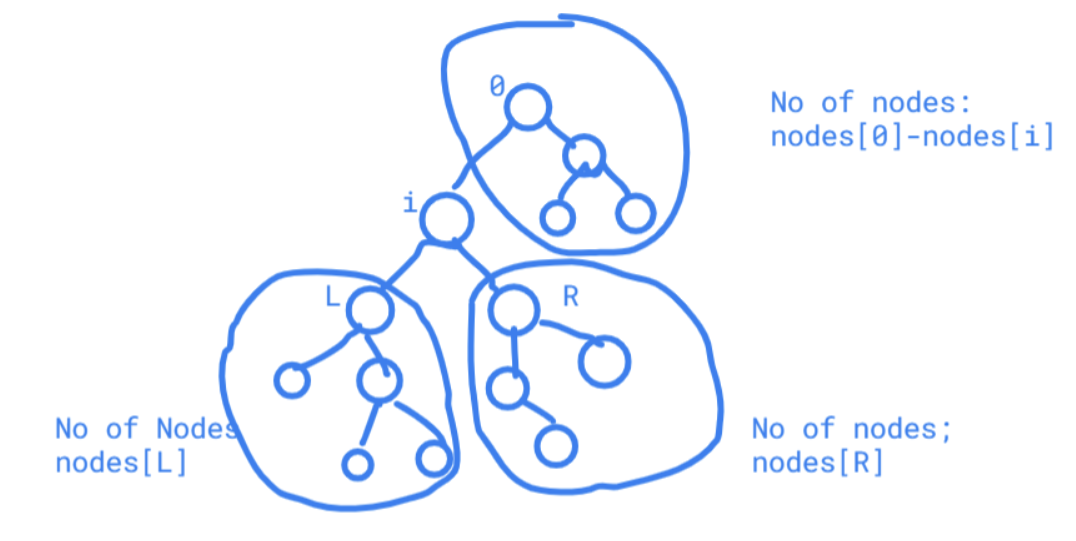 0
No of nodes:
nodes[0]-nodes[i]
i
L
R
No of Nodes
nodes[L]
No of nodes;
nodes[R]